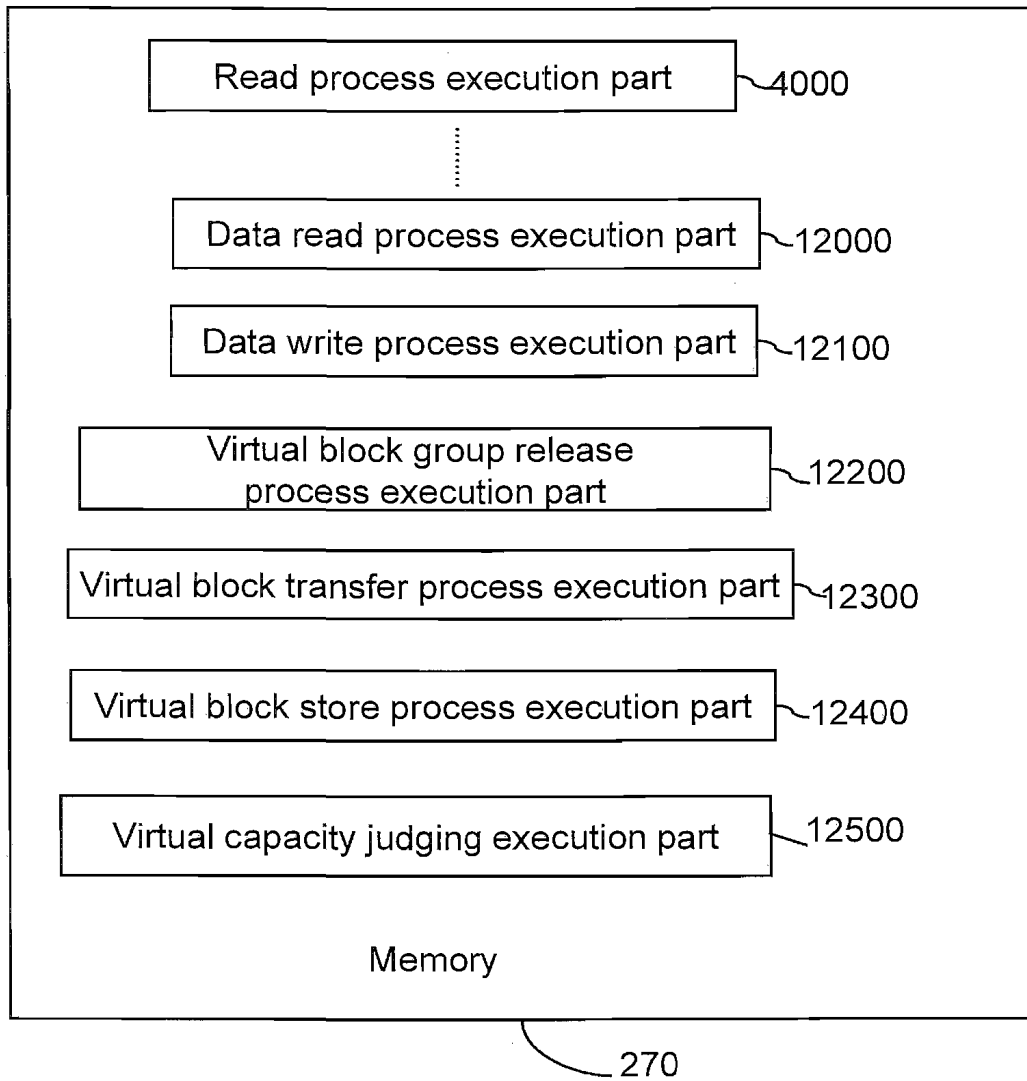 Read process execution part
4000
Data read process execution part
12000
Data write process execution part
12100
Virtual block group release
process execution part
12200
Virtual block transfer process execution part
12300
Virtual block store process execution part
12400
Virtual capacity judging execution part
12500
Memory
270